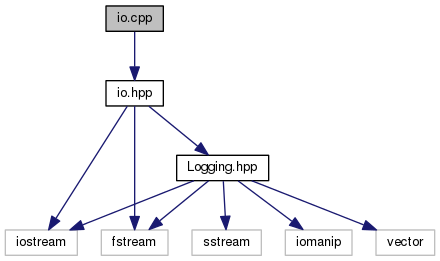 io.cpp
io.hpp
Logging.hpp
iostream
fstream
sstream
iomanip
vector